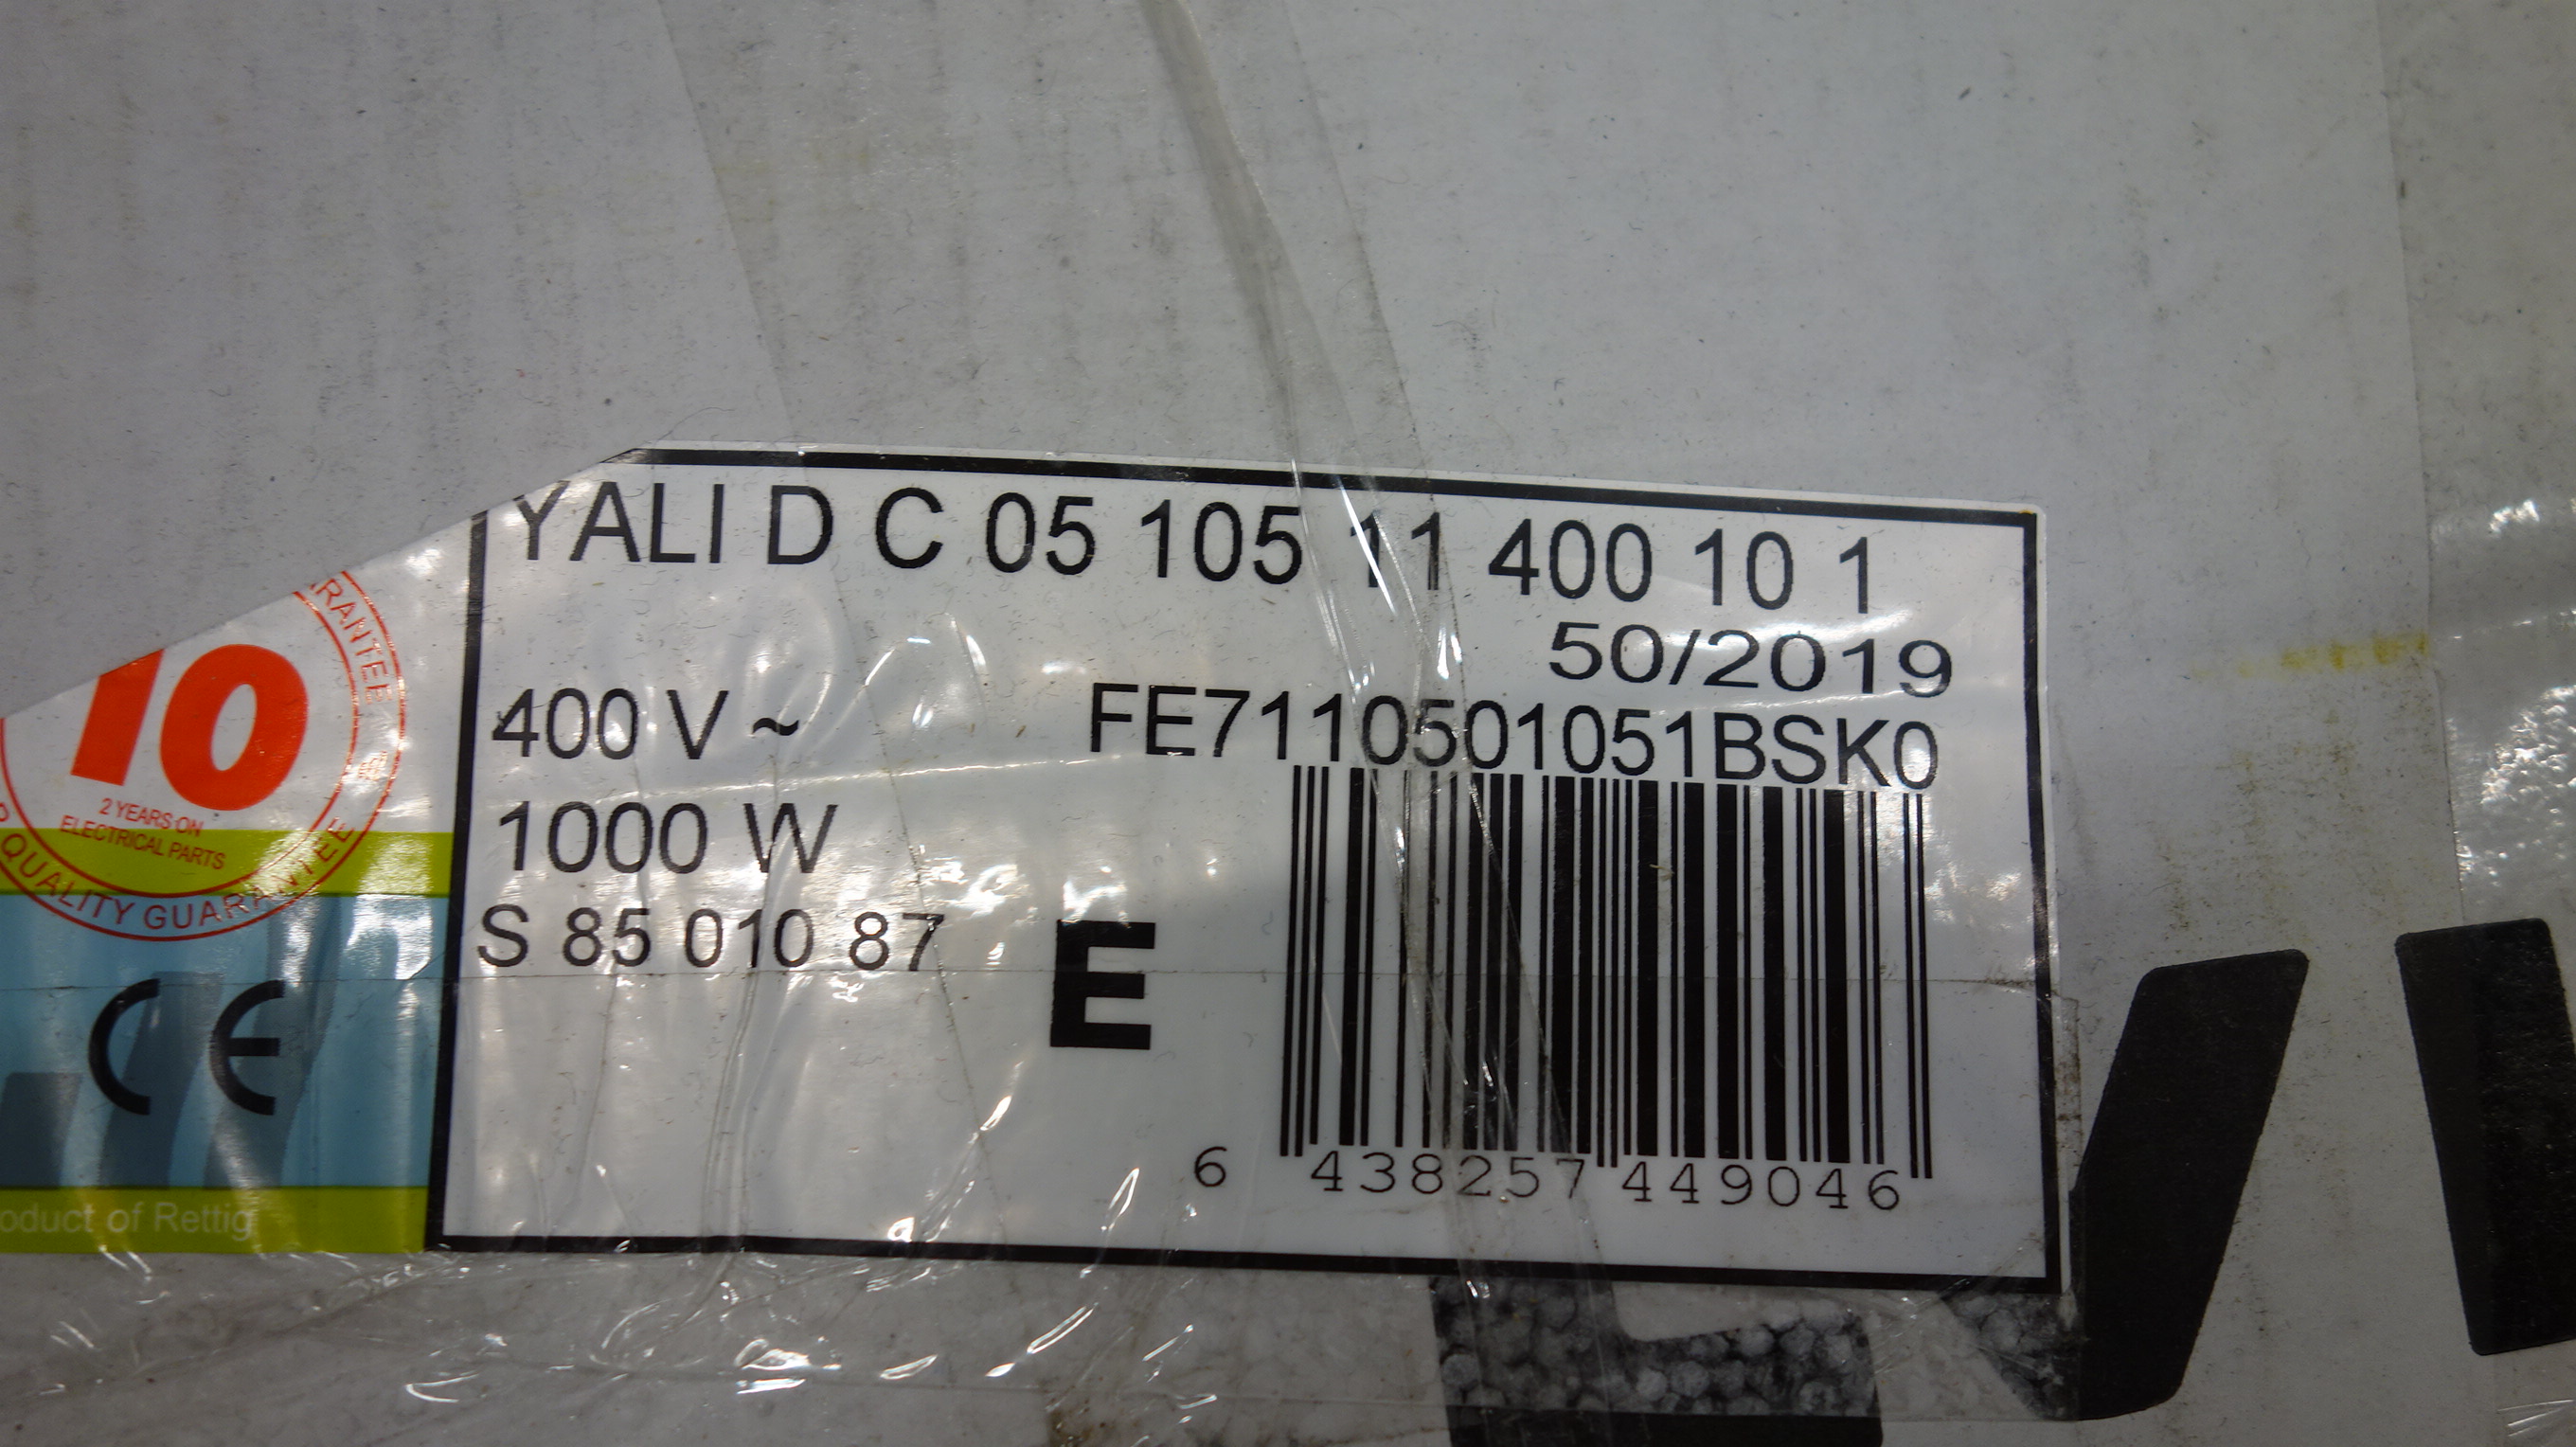 YALI D C 05 105 11 400 10 1
50/2019
400 V ~
FE7110501051BSK0
1000 W
S 85 010 87
E
6 438257 449046
10
2 YEARS ON
ELECTRICAL PARTS
QUALITY GUARANTEE
CE
of Rettig